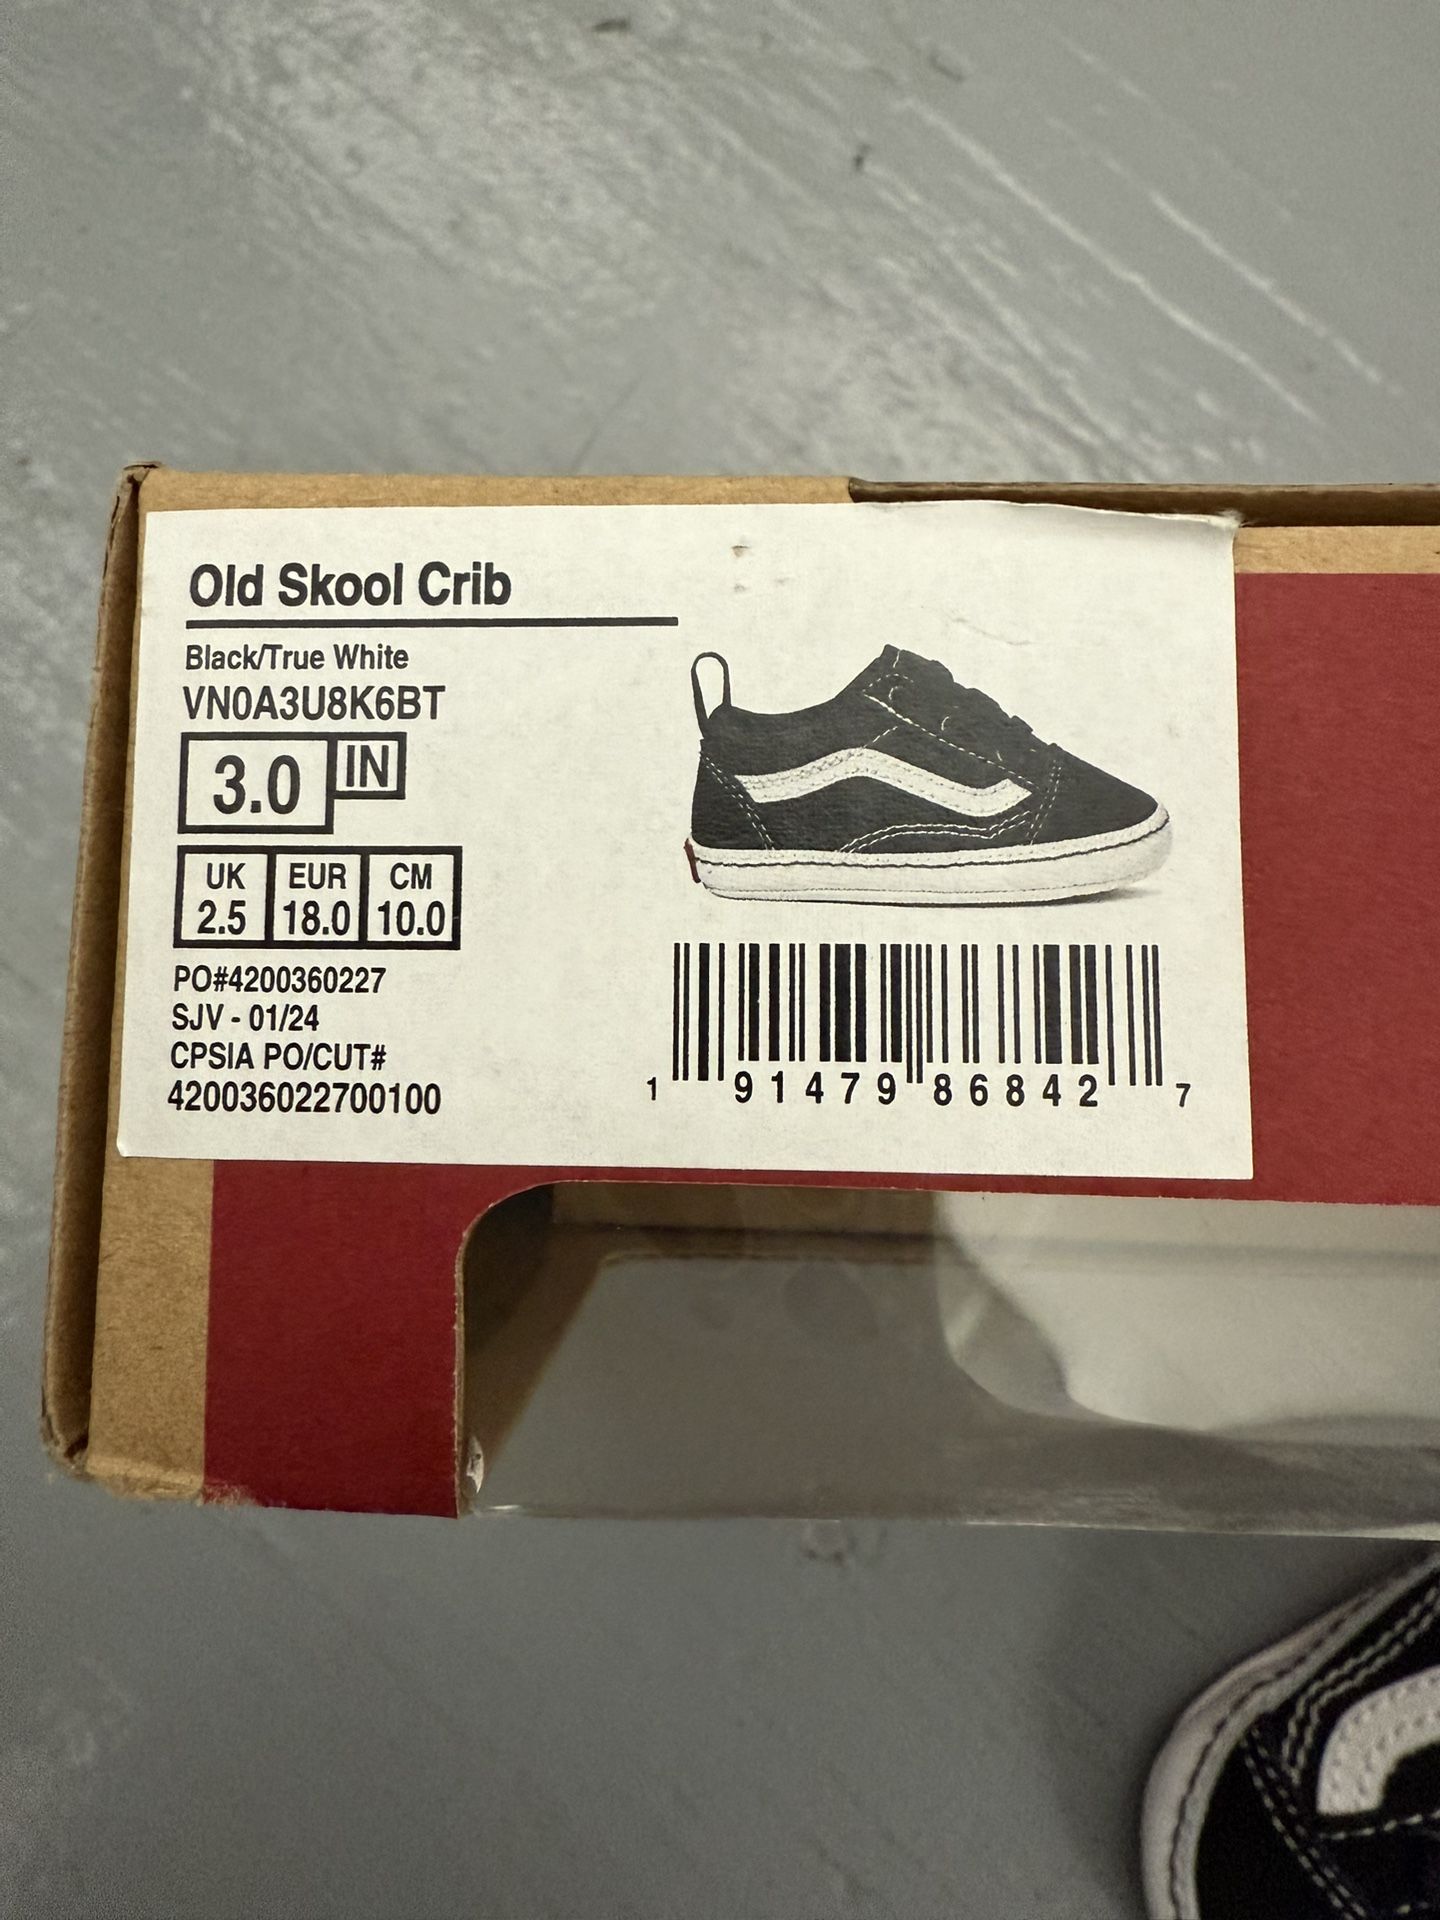 Old Skool Crib
Black/True White
VN0A3U8K6BT
3.0 IN
UK EUR CM
2.5 18.0 10.0
PO#4200360227
SJV - 01/24
CPSIA PO/CUT#
420036022700100
1 91479 86842 7